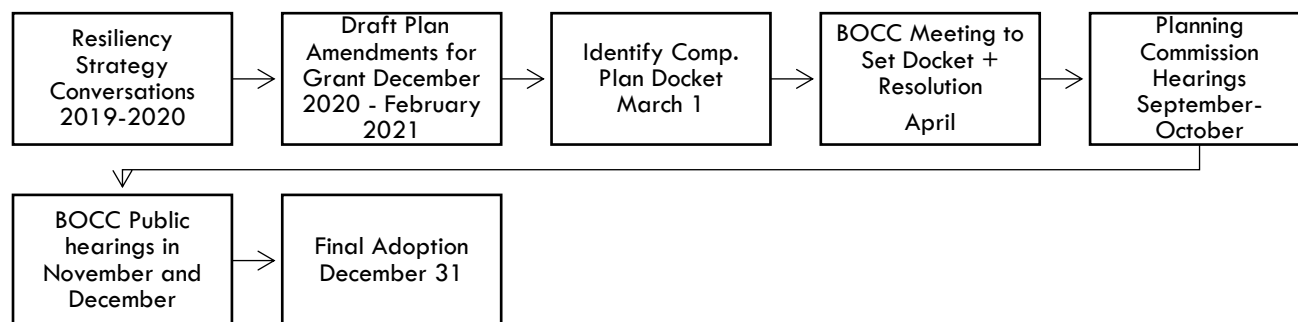 Resiliency
Strategy
Conversations
2019-2020
Draft Plan
Amendments for
Grant December
2020 - February
2021
Identify Comp.
Plan Docket
March 1
BOCC Meeting to
Set Docket +
Resolution
April
Planning
Commission
Hearings
September-
October
BOCC Public
hearings in
November and
December
Final Adoption
December 31